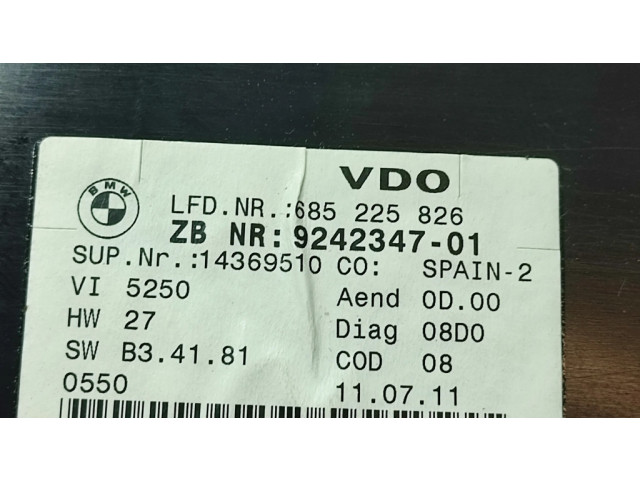 VDO
BMW
LFD.NR.:685 225 826
ZB NR:9242347-01
SUP.Nr.:14369510 CO: SPAIN-2
VI 5250 Aend 0D.00
HW 27 Diag 08D0
SW B3.41.81 COD 08
0550 11.07.11